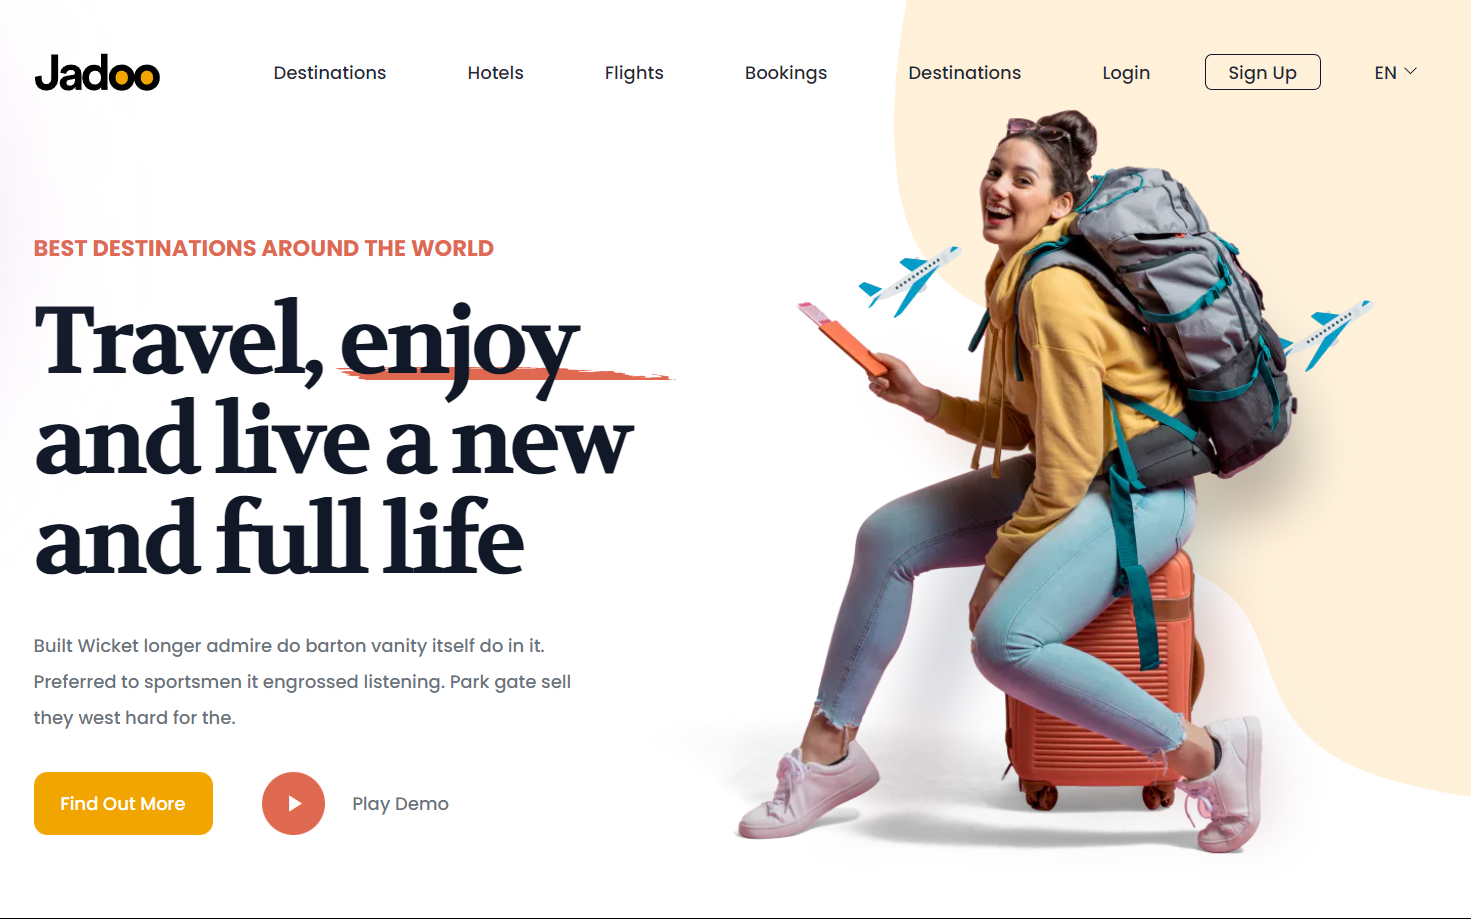 Jadoo
Destinations
Hotels
Flights
Bookings
Destinations
Login
Sign Up
EN
BEST DESTINATIONS AROUND THE WORLD
Travel, enjoy
and live a new
and full life
Built Wicket longer admire do barton vanity itself do in it.
Preferred to sportsmen it engrossed listening. Park gate sell
they west hard for the.
Find Out More
Play Demo